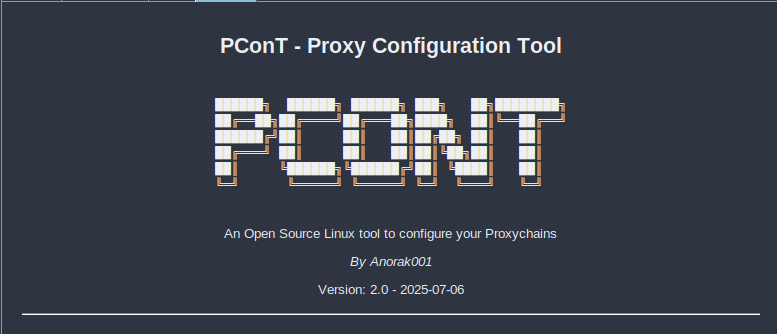 PConT - Proxy Configuration Tool
PCONT
An Open Source Linux tool to configure your Proxychains
By Anorak001
Version: 2.0 - 2025-07-06